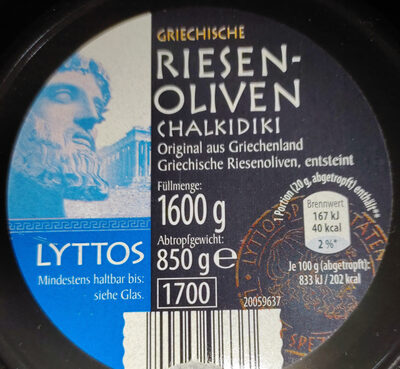 GRIECHISCHE
RIESEN-
OLIVEN
CHALKIDIKI
Original aus Griechenland
Griechische Riesenoliven, entsteint
Füllmenge:
1600 g
Abtropfgewicht:
850 g e
1700
LYTTOS
Mindestens haltbar bis:
siehe Glas.
1 Portion (20 g, abgetropft) enthält:**
Brennwert
167 kJ
40 kcal
2 %*
Je 100 g (abgetropft):
833 kJ / 202 kcal
20059637
LYTTOS